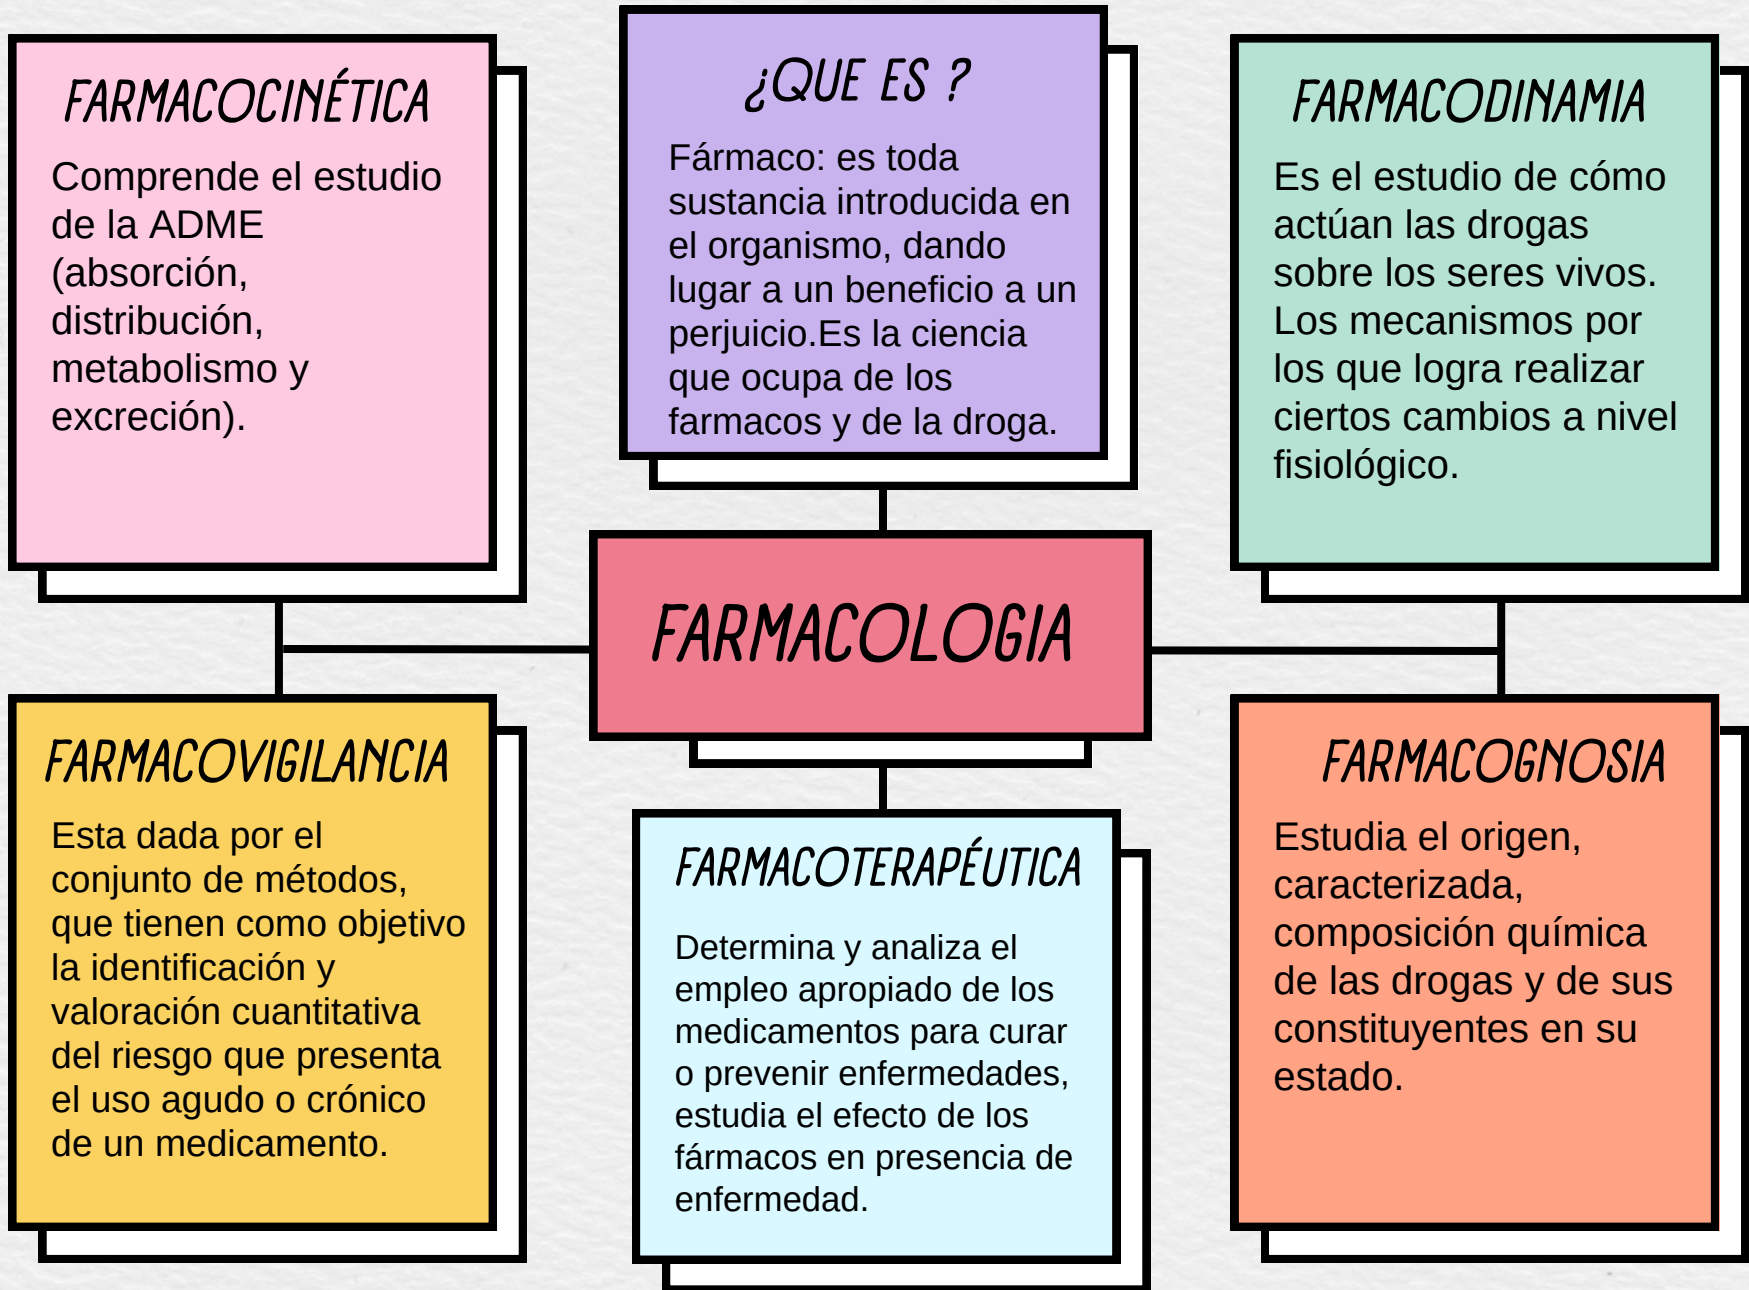 FARMACOCINÉTICA
Comprende el estudio
de la ADME
(absorción,
distribución,
metabolismo y
excreción).
¿QUE ES ?
Fármaco: es toda
sustancia introducida en
el organismo, dando
lugar a un beneficio a un
perjuicio.Es la ciencia
que ocupa de los
farmacos y de la droga.
FARMACODINAMIA
Es el estudio de cómo
actúan las drogas
sobre los seres vivos.
Los mecanismos por
los que logra realizar
ciertos cambios a nivel
fisiológico.
FARMACOLOGIA
FARMACOVIGILANCIA
Esta dada por el
conjunto de métodos,
que tienen como objetivo
la identificación y
valoración cuantitativa
del riesgo que presenta
el uso agudo o crónico
de un medicamento.
FARMACOTERAPÉUTICA
Determina y analiza el
empleo apropiado de los
medicamentos para curar
o prevenir enfermedades,
estudia el efecto de los
fármacos en presencia de
enfermedad.
FARMACOGNOSIA
Estudia el origen,
caracterizada,
composición química
de las drogas y de sus
constituyentes en su
estado.